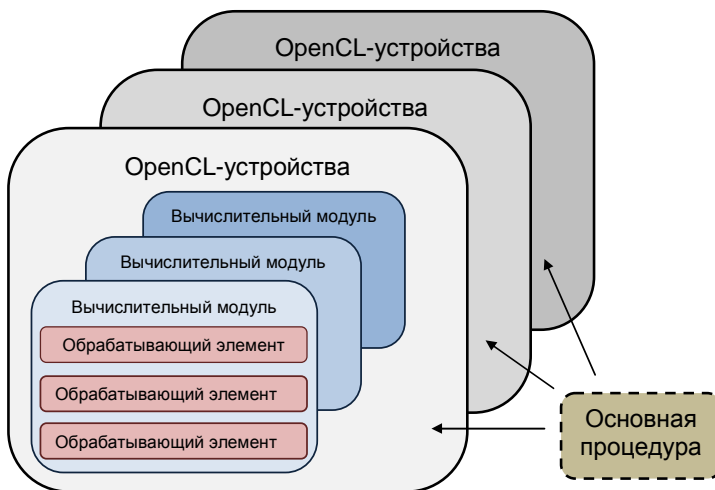 OpenCL-устройства
OpenCL-устройства
OpenCL-устройства
Вычислительный модуль
Вычислительный модуль
Вычислительный модуль
Обрабатывающий элемент
Обрабатывающий элемент
Обрабатывающий элемент
Основная
процедура